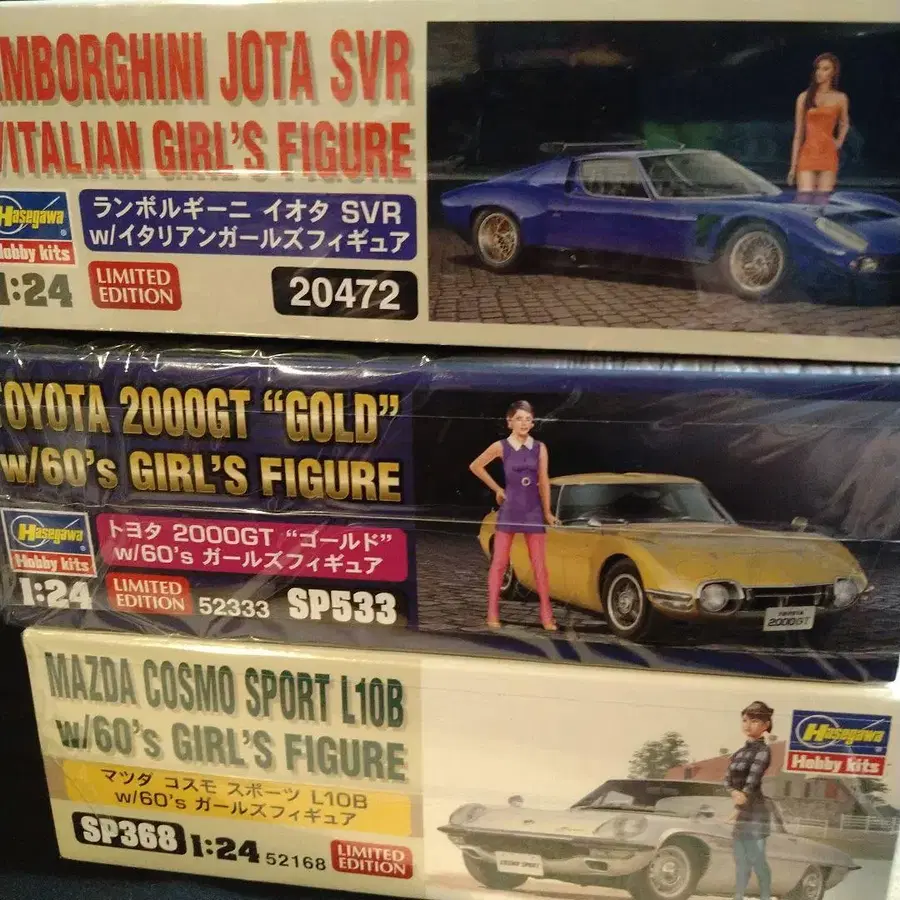 AMBORGHINI JOTA SVR
/ITALIAN GIRL'S FIGURE
Hasegawa
Hobby kits
ランボルギーニ イオタ SVR
w/イタリアンガールズフィギュア
1:24
LIMITED
EDITION
20472
TOYOTA 2000GT “GOLD”
w/60's GIRL'S FIGURE
Hasegawa
Hobby kits
トヨタ 2000GT “ゴールド”
w/60's ガールズフィギュア
1:24
LIMITED
EDITION
52333
SP533
TOYOTA
2000GT
MAZDA COSMO SPORT L10B
w/60's GIRL'S FIGURE
マツダ コスモ スポーツ L10B
w/60's ガールズフィギュア
SP368
1:24
52168
LIMITED
EDITION
Hasegawa
Hobby kits
COSMO SPORT